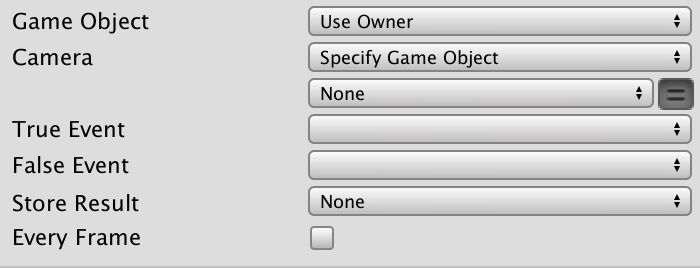 Game Object Use Owner
Camera Specify Game Object
None =
True Event
False Event
Store Result None
Every Frame